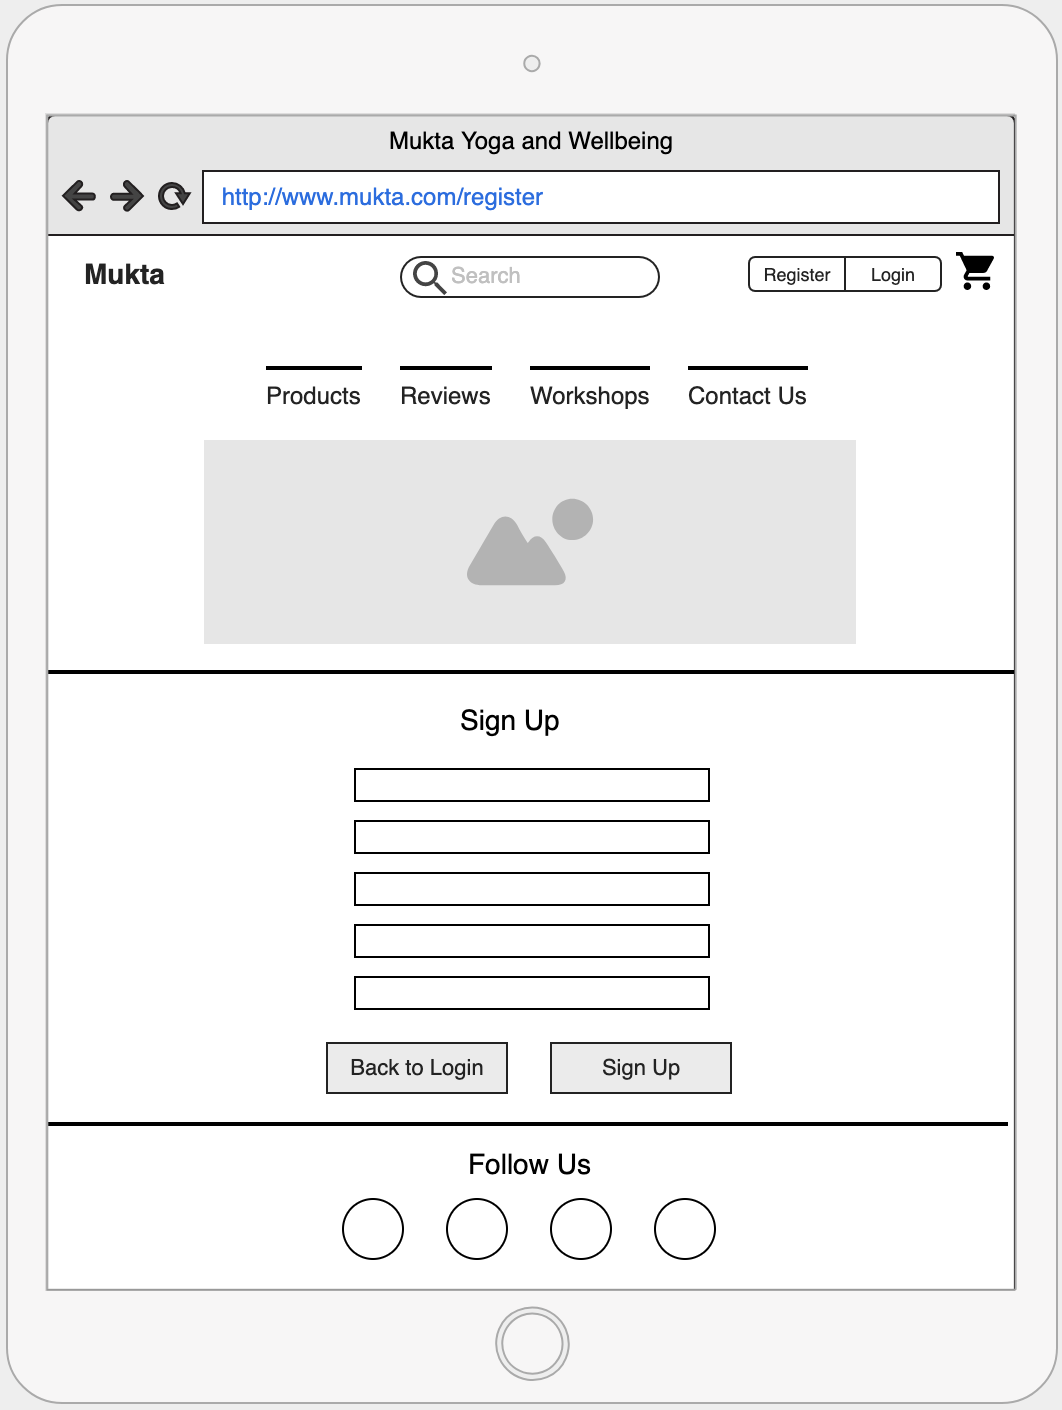 Mukta Yoga and Wellbeing
http://www.mukta.com/register
Mukta
Search
Register
Login
Products
Reviews
Workshops
Contact Us
Sign Up
Back to Login
Sign Up
Follow Us